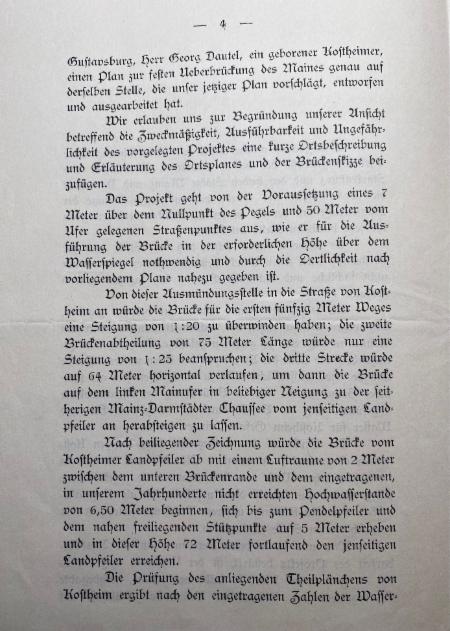 — 4 —
Gustavsburg, Herr Georg Dautel, ein geborener Kostheimer,
einen Plan zur festen Ueberbrückung des Maines genau auf
derselben Stelle, die unser jetziger Plan vorschlägt, entworfen
und ausgearbeitet hat.
Wir erlauben uns zur Begründung unserer Ansicht
betreffend die Zweckmäßigkeit, Ausführbarkeit und Ungefähr-
lichkeit des vorgelegten Projektes eine kurze Ortsbeschreibung
und Erläuterung des Ortsplanes und der Brückenskizze bei-
zufügen.
Das Projekt geht von der Voraussetzung eines 7
Meter über dem Nullpunkt des Pegels und 50 Meter vom
Ufer gelegenen Straßenpunktes aus, wie er für die Aus-
führung der Brücke in der erforderlichen Höhe über dem
Wasserspiegel nothwendig und durch die Oertlichkeit nach
vorliegendem Plane nahezu gegeben ist.
Von dieser Ausmündungsstelle in die Straße von Kost-
heim an würde die Brücke für die ersten fünfzig Meter Weges
eine Steigung von 1:20 zu überwinden haben; die zweite
Brückenabtheilung von 75 Meter Länge würde nur eine
Steigung von 1:25 beanspruchen; die dritte Strecke würde
auf 64 Meter horizontal verlaufen, um dann die Brücke
auf dem linken Mainufer in beliebiger Neigung zu der seit-
herigen Mainz-Darmstädter Chaussee vom jenseitigen Land-
pfeiler an herabsteigen zu lassen.
Nach beiliegender Zeichnung würde die Brücke vom
Kostheimer Landpfeiler ab mit einem Luftraume von 2 Meter
zwischen dem unteren Brückenrande und dem eingetragenen,
in unserem Jahrhunderte nicht erreichten Hochwasserstande
von 6,50 Meter beginnen, sich bis zum Pendelpfeiler und
dem nahen freiliegenden Stützpunkte auf 5 Meter erheben
und in dieser Höhe 72 Meter fortlaufend den jenseitigen
Landpfeiler erreichen.
Die Prüfung des anliegenden Theilplänchens von
Kostheim ergibt nach den eingetragenen Zahlen der Wasser-